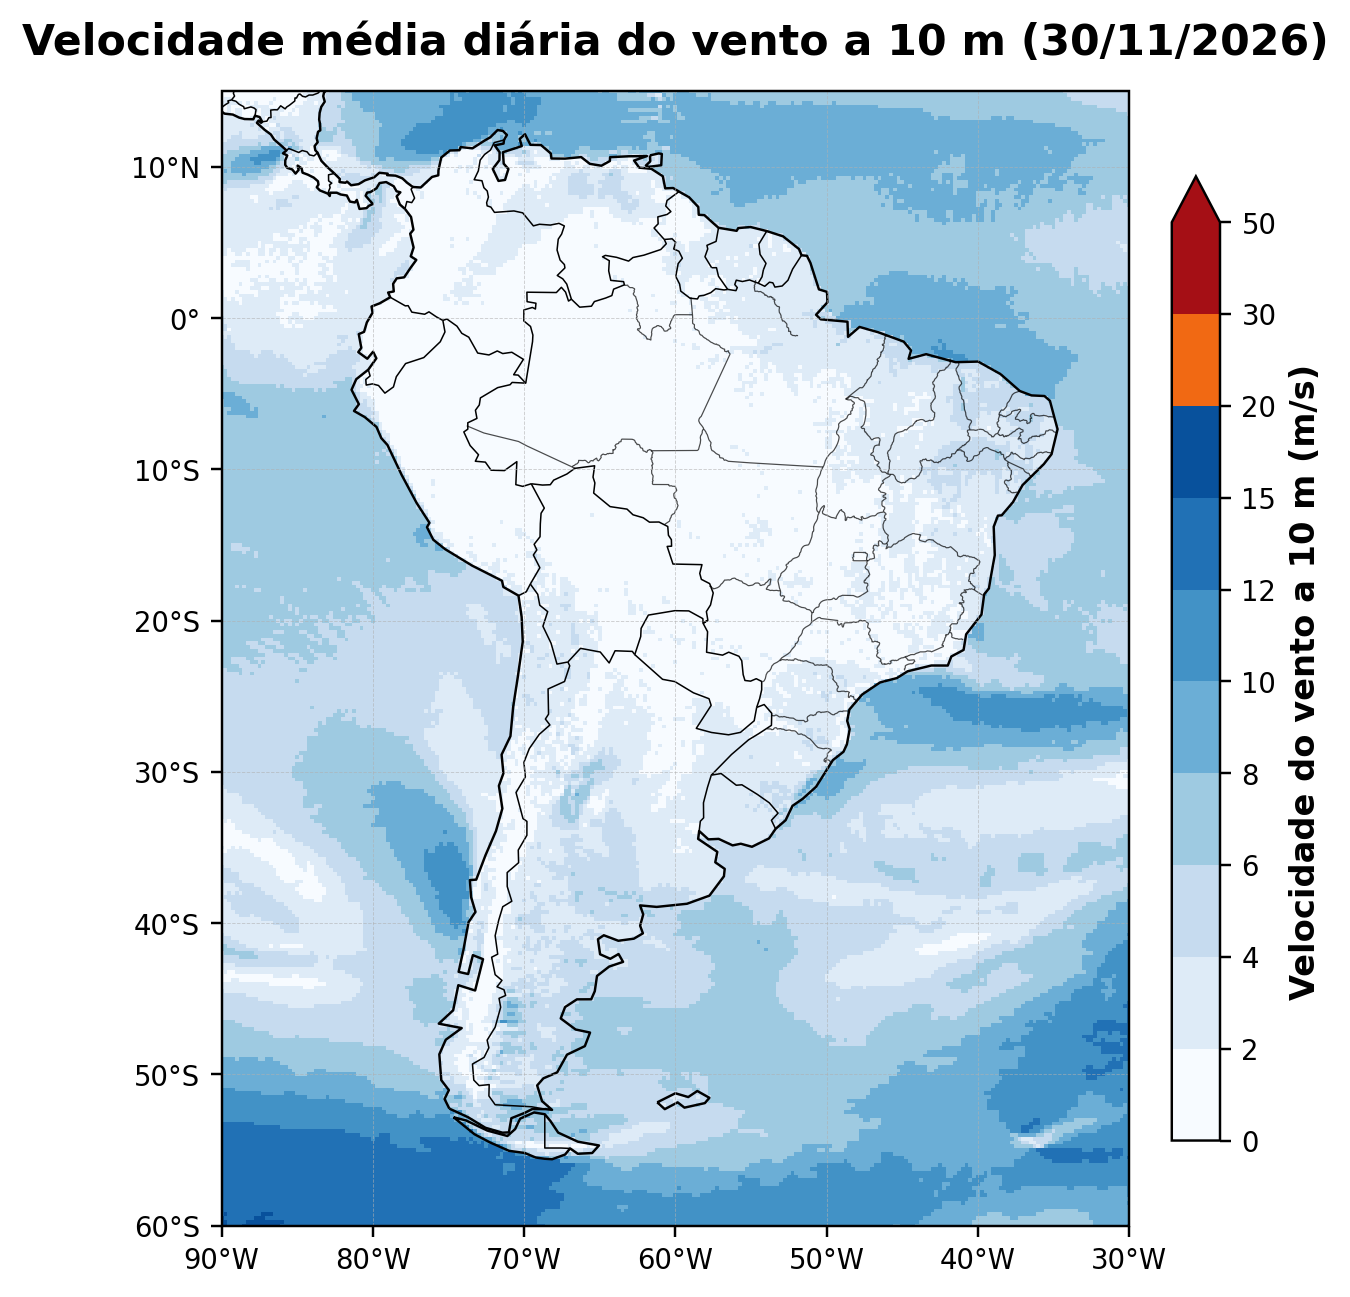 Velocidade média diária do vento a 10 m (30/11/2026)
10°N
0°
10°S
20°S
30°S
40°S
50°S
60°S
90°W
80°W
70°W
60°W
50°W
40°W
30°W
50
30
20
15
12
10
8
6
4
2
0
Velocidade do vento a 10 m (m/s)